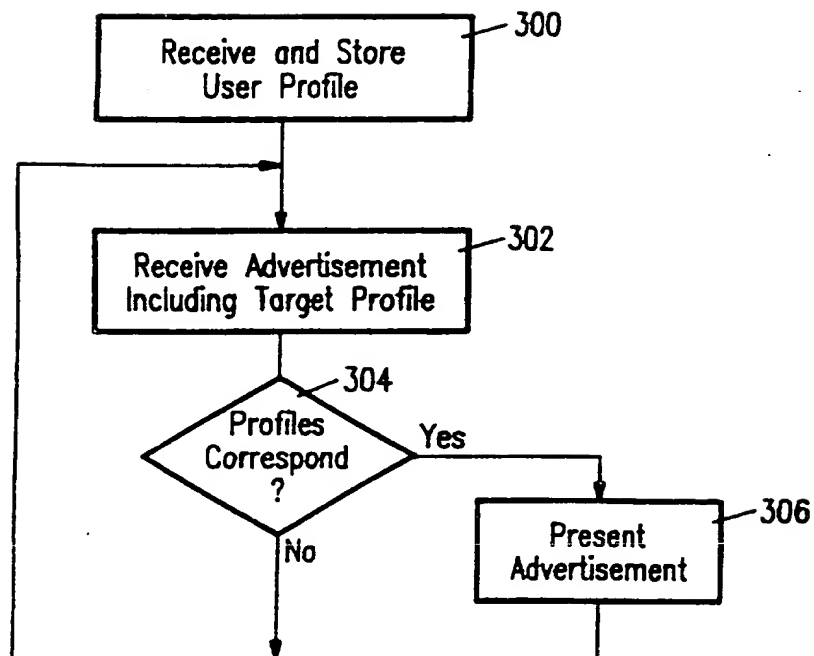 300
Receive and Store
User Profile
302
Receive Advertisement
Including Target Profile
304
Profiles
Correspond
?
Yes
No
306
Present
Advertisement